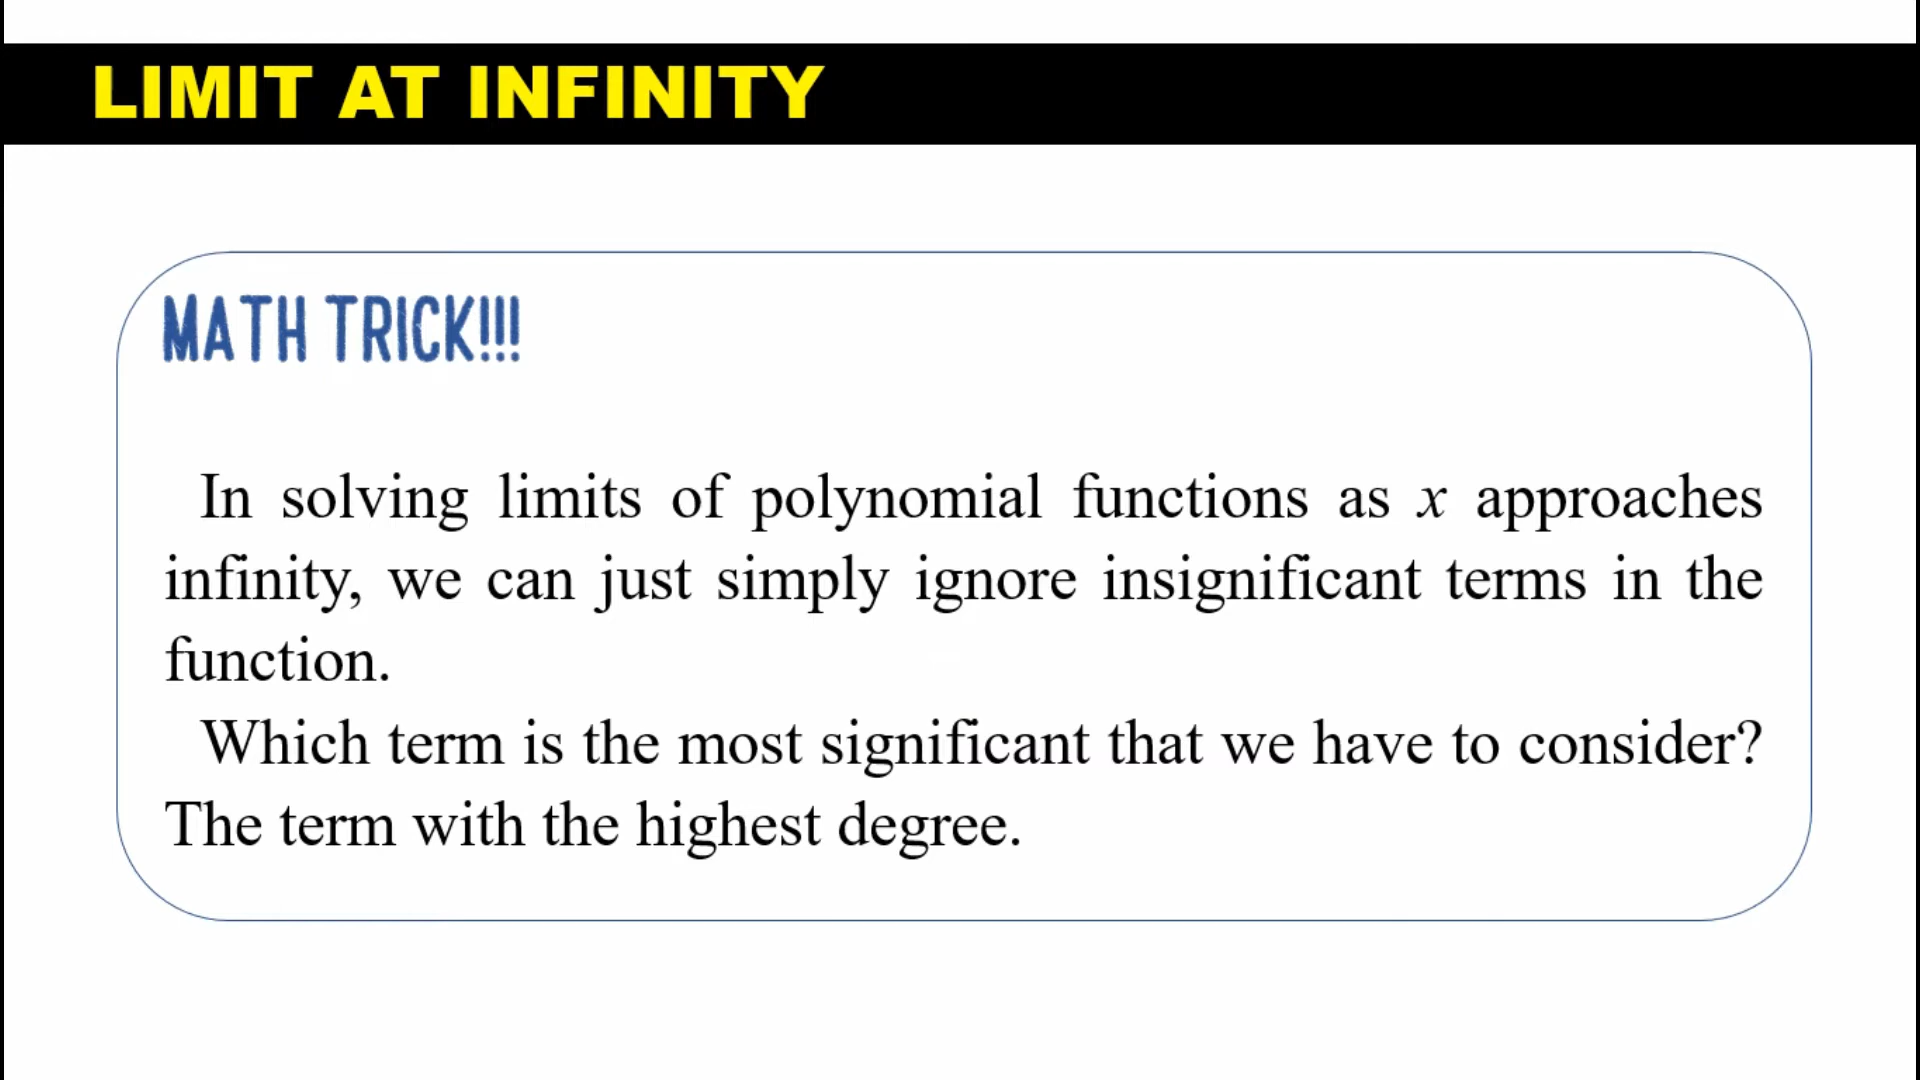 LIMIT AT INFINITY
MATH TRICK!!!
In solving limits of polynomial functions as x approaches
infinity, we can just simply ignore insignificant terms in the
function.
Which term is the most significant that we have to consider?
The term with the highest degree.